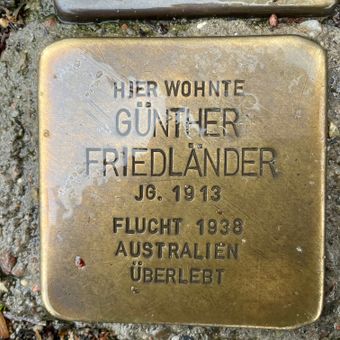 HIER WOHNTE
GÜNTHER
FRIEDLÄNDER
JG. 1913
FLUCHT 1938
AUSTRALIEN
ÜBERLEBT